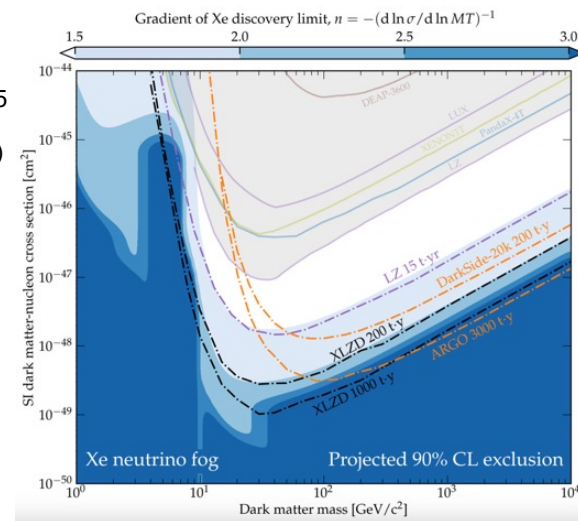 Gradient of Xe discovery limit, n = −(d ln σ/d ln MT)⁻¹
1.5 2.0 2.5 3.0
5
)
SI dark matter-nucleon cross section [cm²]
10⁻⁴⁴
10⁻⁴⁵
10⁻⁴⁶
10⁻⁴⁷
10⁻⁴⁸
10⁻⁴⁹
10⁻⁵⁰
DEAP-3600
LUX
XENON1T
PandaX-4T
LZ
LZ 15 t·yr
DarkSide-20k 200 t·y
XLZD 200 t·y
ARGO 3000 t·y
XLZD 1000 t·y
Xe neutrino fog
Projected 90% CL exclusion
10⁰ 10¹ 10² 10³ 10⁴
Dark matter mass [GeV/c²]